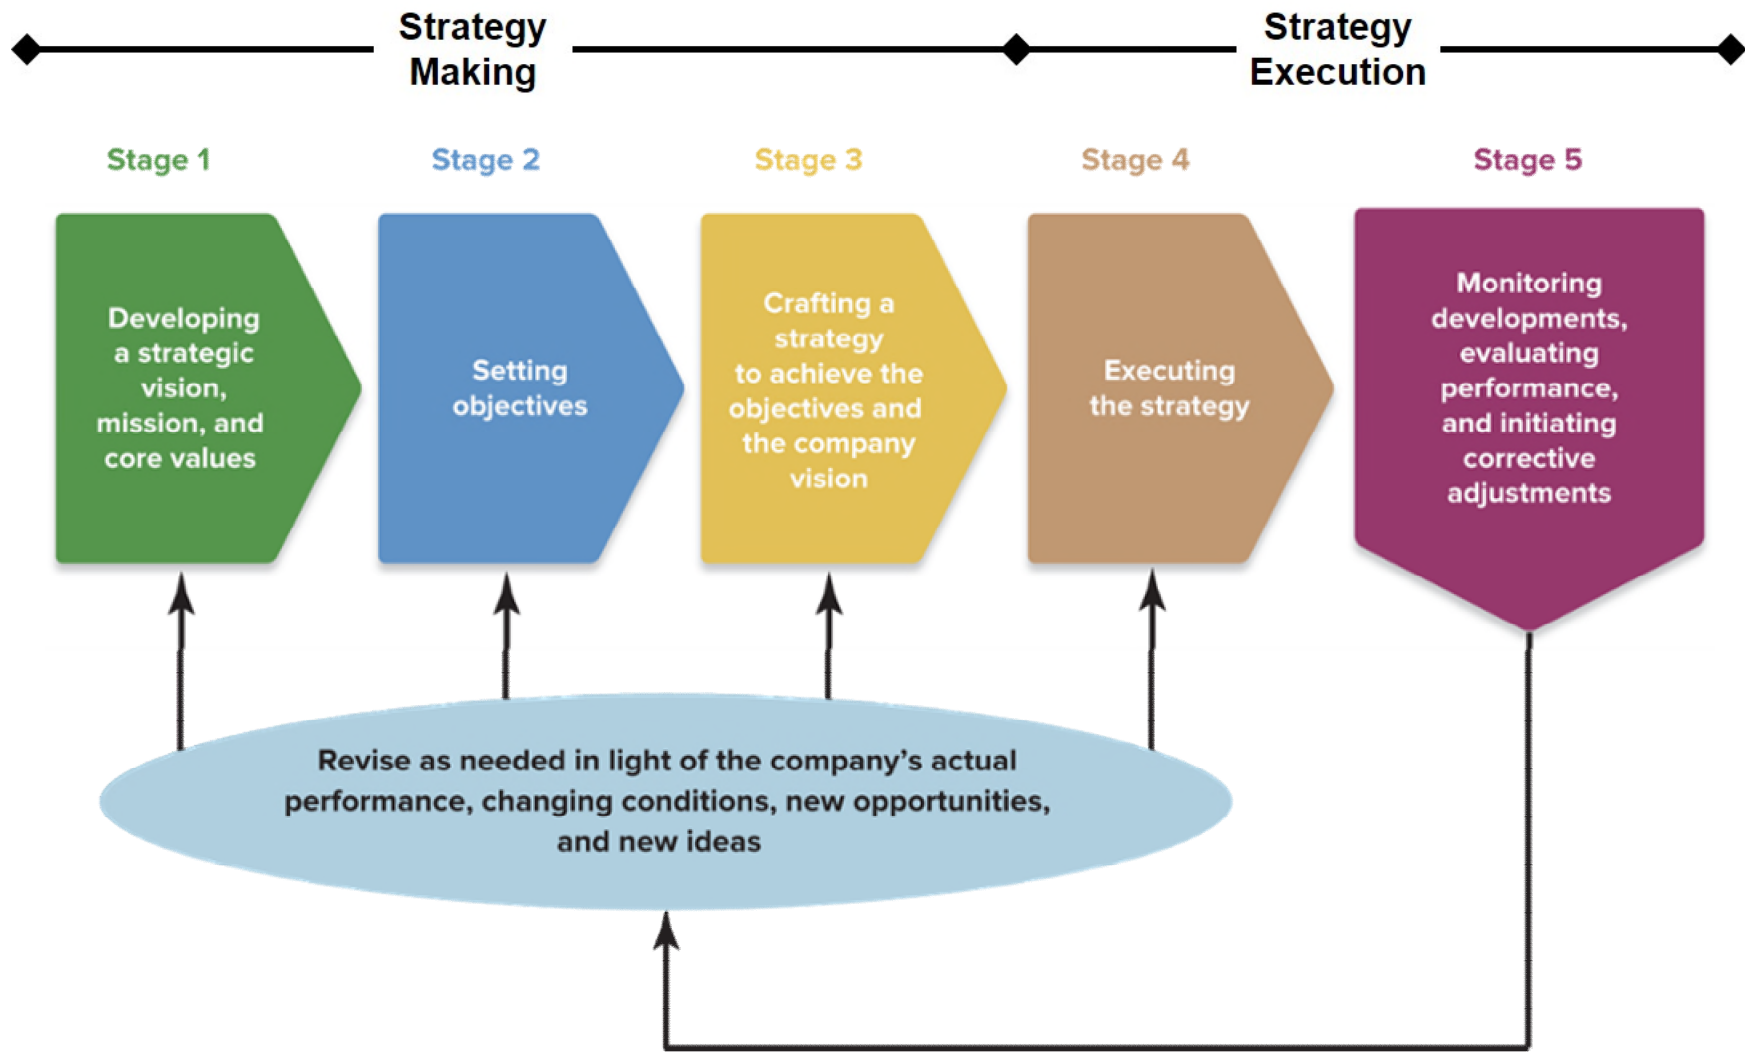 Strategy
Making
Strategy
Execution
Stage 1
Stage 2
Stage 3
Stage 4
Stage 5
Developing
a strategic
vision,
mission, and
core values
Setting
objectives
Crafting a
strategy
to achieve the
objectives and
the company
vision
Executing
the strategy
Monitoring
developments,
evaluating
performance,
and initiating
corrective
adjustments
Revise as needed in light of the company’s actual
performance, changing conditions, new opportunities,
and new ideas